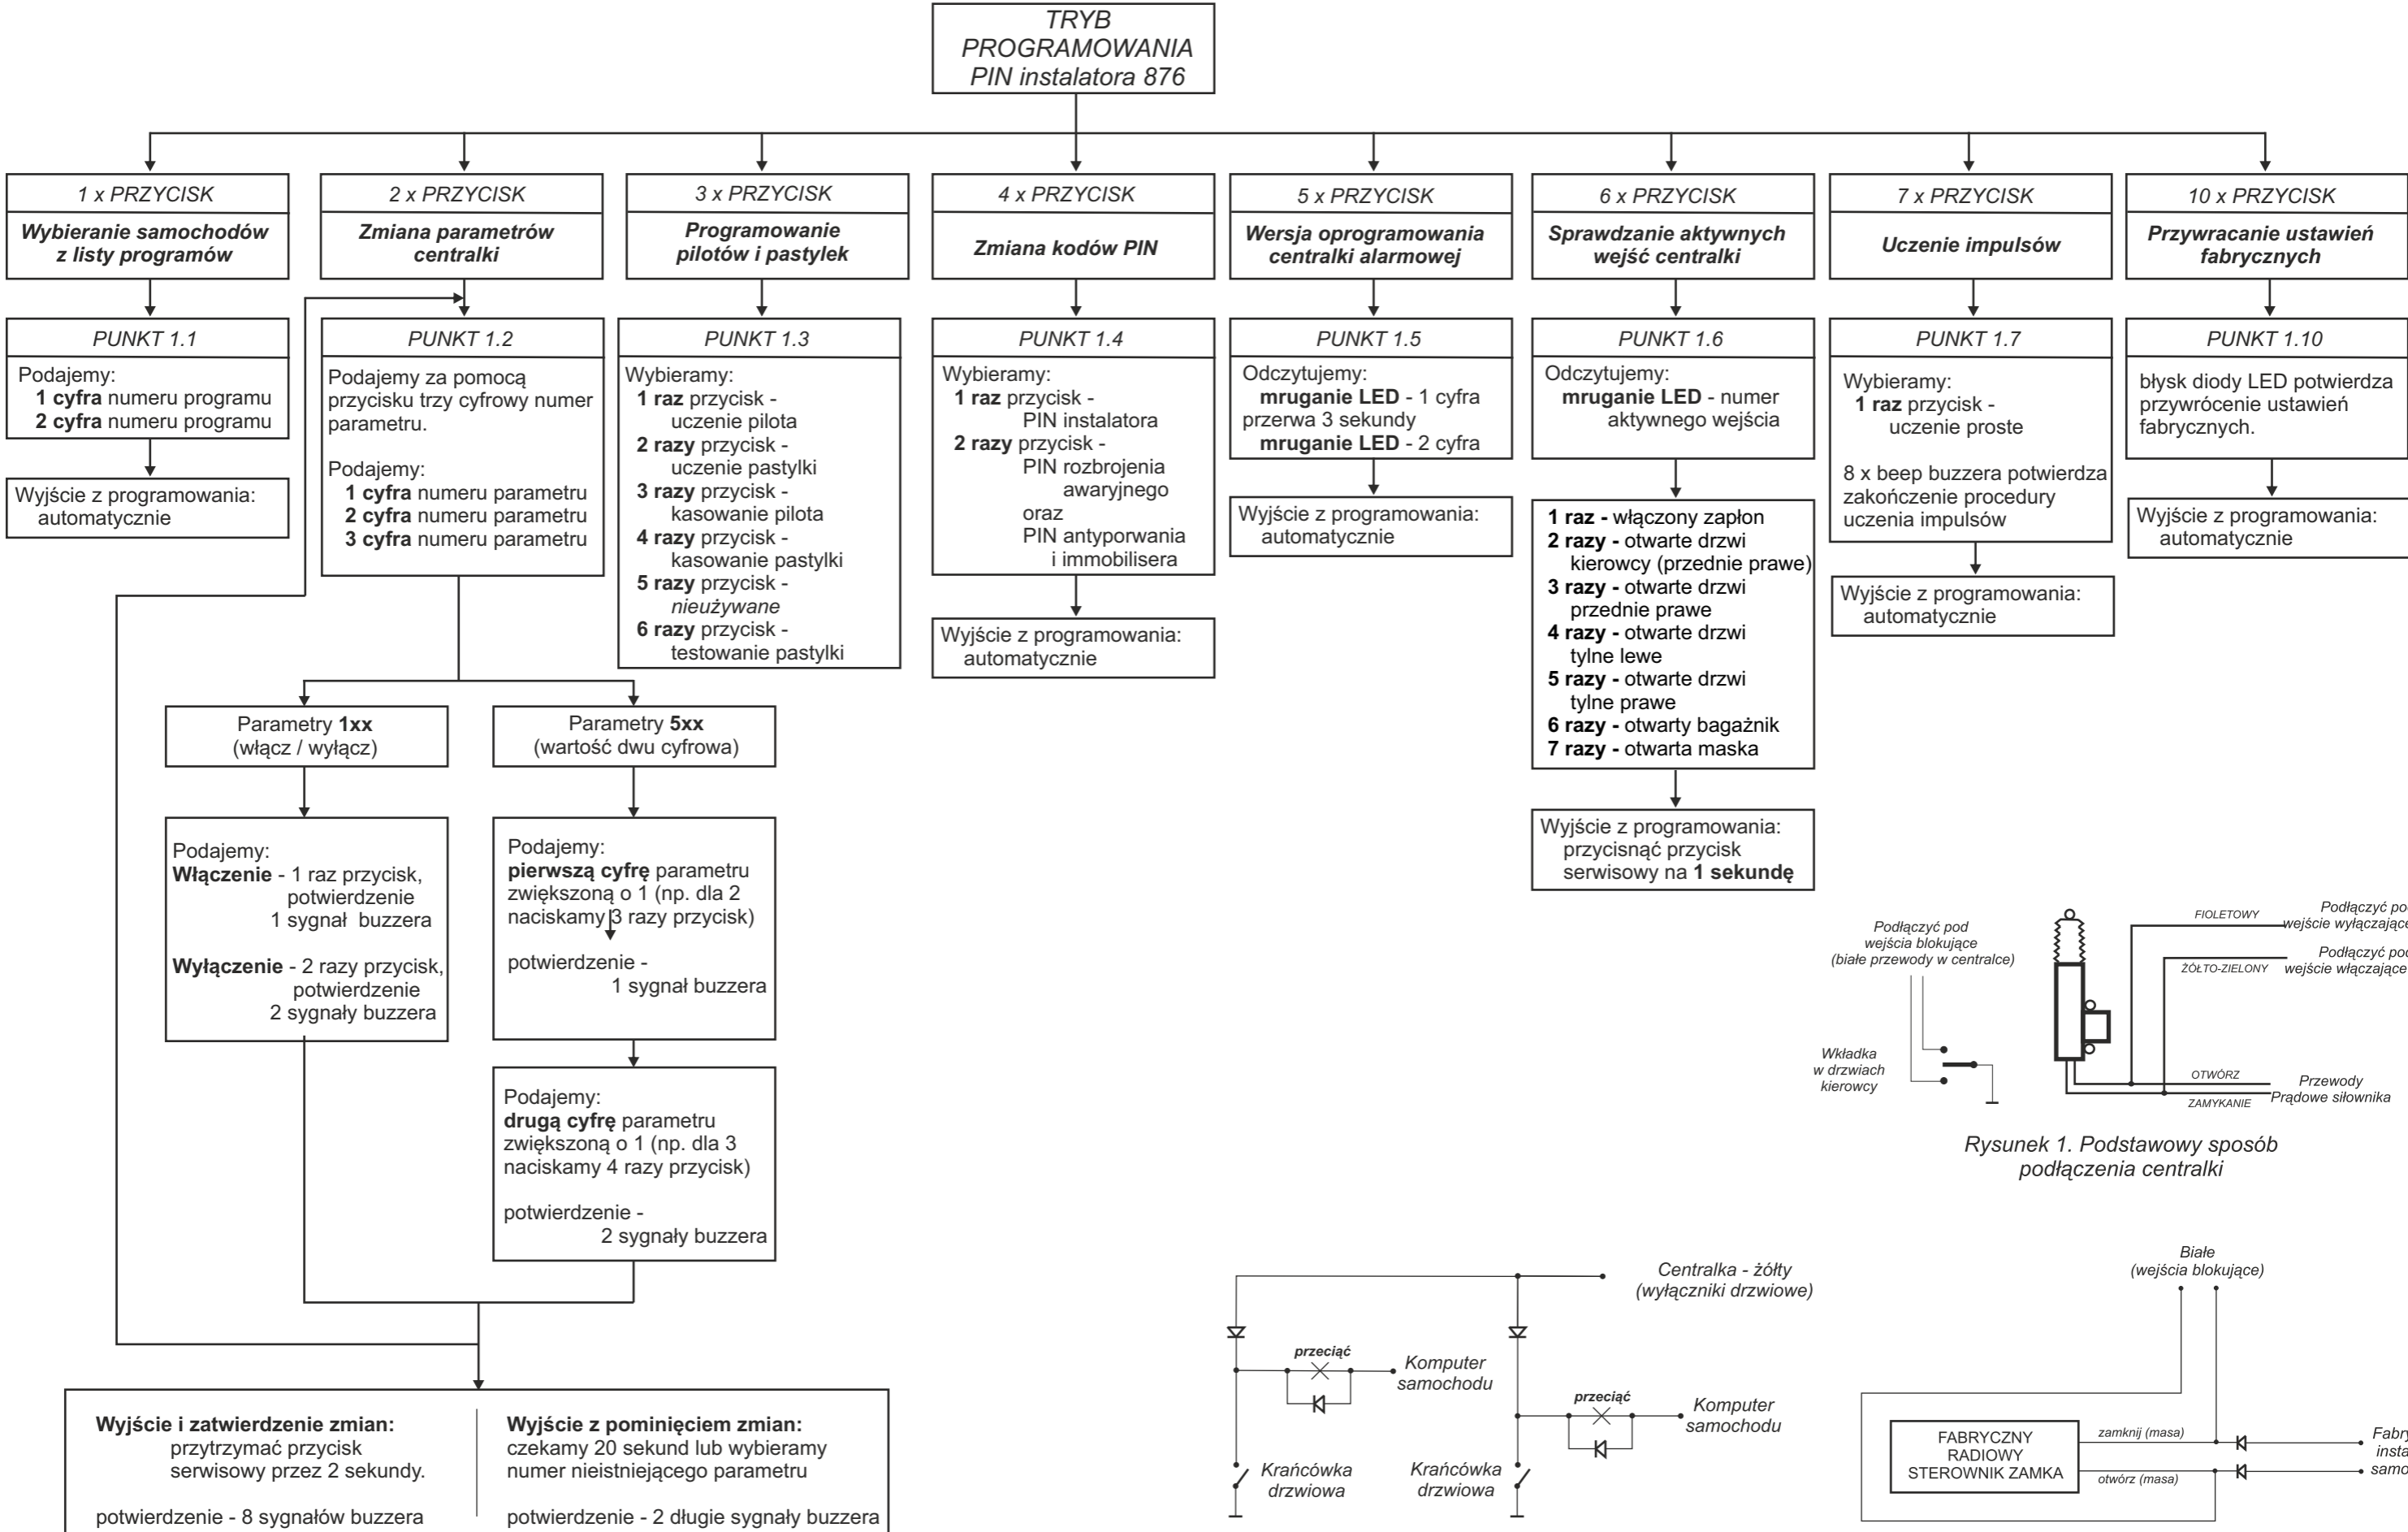 TRYB
PROGRAMOWANIA
PIN instalatora 876
1 x PRZYCISK
Wybieranie samochodów
z listy programów
PUNKT 1.1
Podajemy:
1 cyfra numeru programu
2 cyfra numeru programu
Wyjście z programowania:
automatycznie
2 x PRZYCISK
Zmiana parametrów
centralki
PUNKT 1.2
Podajemy za pomocą
przycisku trzy cyfrowy numer
parametru.
Podajemy:
1 cyfra numeru parametru
2 cyfra numeru parametru
3 cyfra numeru parametru
Parametry 1xx
(włącz / wyłącz)
Podajemy:
Włączenie - 1 raz przycisk,
potwierdzenie
1 sygnał buzzera
Wyłączenie - 2 razy przycisk,
potwierdzenie
2 sygnały buzzera
Parametry 5xx
(wartość dwu cyfrowa)
Podajemy:
pierwszą cyfrę parametru
zwiększoną o 1 (np. dla 2
naciskamy 3 razy przycisk)
potwierdzenie -
1 sygnał buzzera
Podajemy:
drugą cyfrę parametru
zwiększoną o 1 (np. dla 3
naciskamy 4 razy przycisk)
potwierdzenie -
2 sygnały buzzera
Wyjście i zatwierdzenie zmian:
przytrzymać przycisk
serwisowy przez 2 sekundy.
potwierdzenie - 8 sygnałów buzzera
Wyjście z pominięciem zmian:
czekamy 20 sekund lub wybieramy
numer nieistniejącego parametru
potwierdzenie - 2 długie sygnały buzzera
3 x PRZYCISK
Programowanie
pilotów i pastylek
PUNKT 1.3
Wybieramy:
1 raz przycisk -
uczenie pilota
2 razy przycisk -
uczenie pastylki
3 razy przycisk -
kasowanie pilota
4 razy przycisk -
kasowanie pastylki
5 razy przycisk -
nieużywane
6 razy przycisk -
testowanie pastylki
4 x PRZYCISK
Zmiana kodów PIN
PUNKT 1.4
Wybieramy:
1 raz przycisk -
PIN instalatora
2 razy przycisk -
PIN rozbrojenia
awaryjnego
oraz
PIN antyporwania
i immobilisera
Wyjście z programowania:
automatycznie
5 x PRZYCISK
Wersja oprogramowania
centralki alarmowej
PUNKT 1.5
Odczytujemy:
mruganie LED - 1 cyfra
przerwa 3 sekundy
mruganie LED - 2 cyfra
Wyjście z programowania:
automatycznie
6 x PRZYCISK
Sprawdzanie aktywnych
wejść centralki
PUNKT 1.6
Odczytujemy:
mruganie LED - numer
aktywnego wejścia
1 raz - włączony zapłon
2 razy - otwarte drzwi
kierowcy (przednie prawe)
3 razy - otwarte drzwi
przednie prawe
4 razy - otwarte drzwi
tylne lewe
5 razy - otwarte drzwi
tylne prawe
6 razy - otwarty bagażnik
7 razy - otwarta maska
Wyjście z programowania:
przycisnąć przycisk
serwisowy na 1 sekundę
7 x PRZYCISK
Uczenie impulsów
PUNKT 1.7
Wybieramy:
1 raz przycisk -
uczenie proste
8 x beep buzzera potwierdza
zakończenie procedury
uczenia impulsów
Wyjście z programowania:
automatycznie
10 x PRZYCISK
Przywracanie ustawień
fabrycznych
PUNKT 1.10
błysk diody LED potwierdza
przywrócenie ustawień
fabrycznych.
Wyjście z programowania:
automatycznie
Podłączyć pod
wejścia blokujące
(białe przewody w centralce)
Wkładka
w drzwiach
kierowcy
FIOLETOWY
Podłączyć
wejście
ŻÓŁTO-ZIELONY
Podłączyć
wejście
OTWÓRZ
ZAMYKANIE
Przewody
Prądowe siłownika
Rysunek 1. Podstawowy sposób
podłączenia centralki
Centralka - żółty
(wyłączniki drzwiowe)
przeciąć
Komputer
samochodu
Krańcówka
drzwiowa
przeciąć
Komputer
samochodu
Krańcówka
drzwiowa
Białe
(wejścia blokujące)
FABRYCZNY
RADIOWY
STEROWNIK ZAMKA
zamknij (masa)
otwórz (masa)